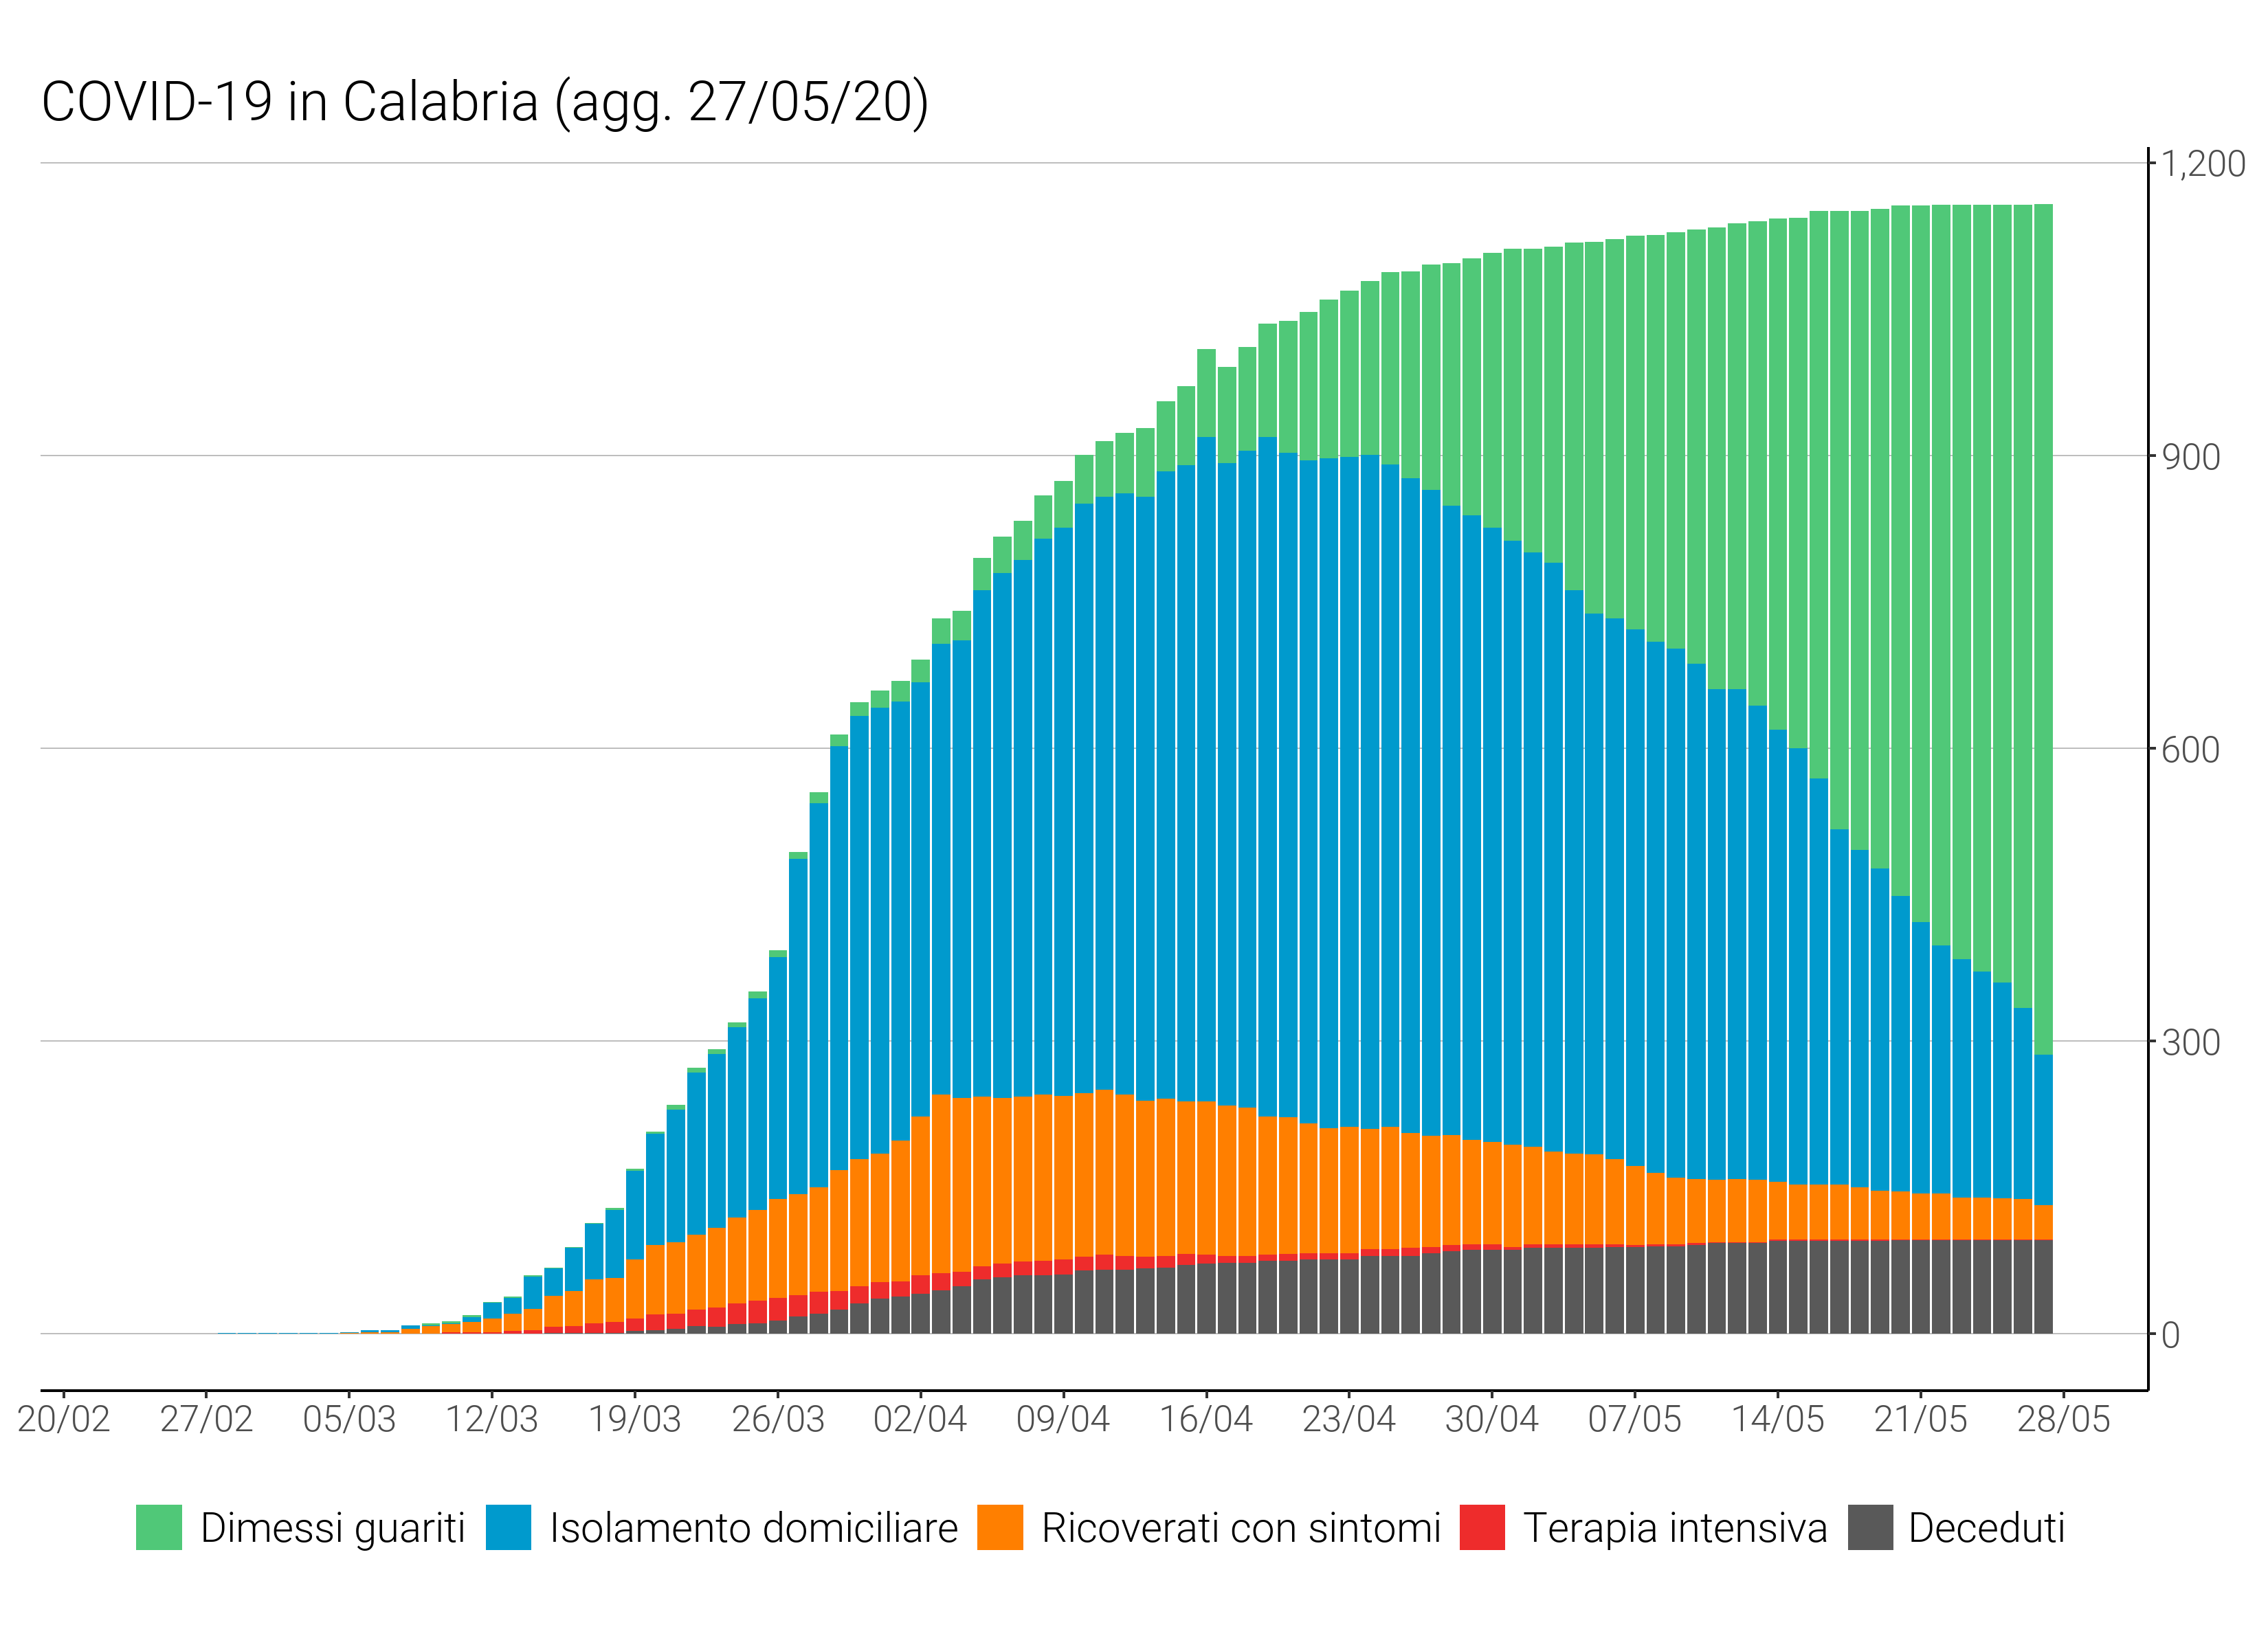 COVID-19 in Calabria (agg. 27/05/20)
1,200
900
600
300
0
20/02 27/02 05/03 12/03 19/03 26/03 02/04 09/04 16/04 23/04 30/04 07/05 14/05 21/05 28/05
Dimessi guariti Isolamento domiciliare Ricoverati con sintomi Terapia intensiva Deceduti